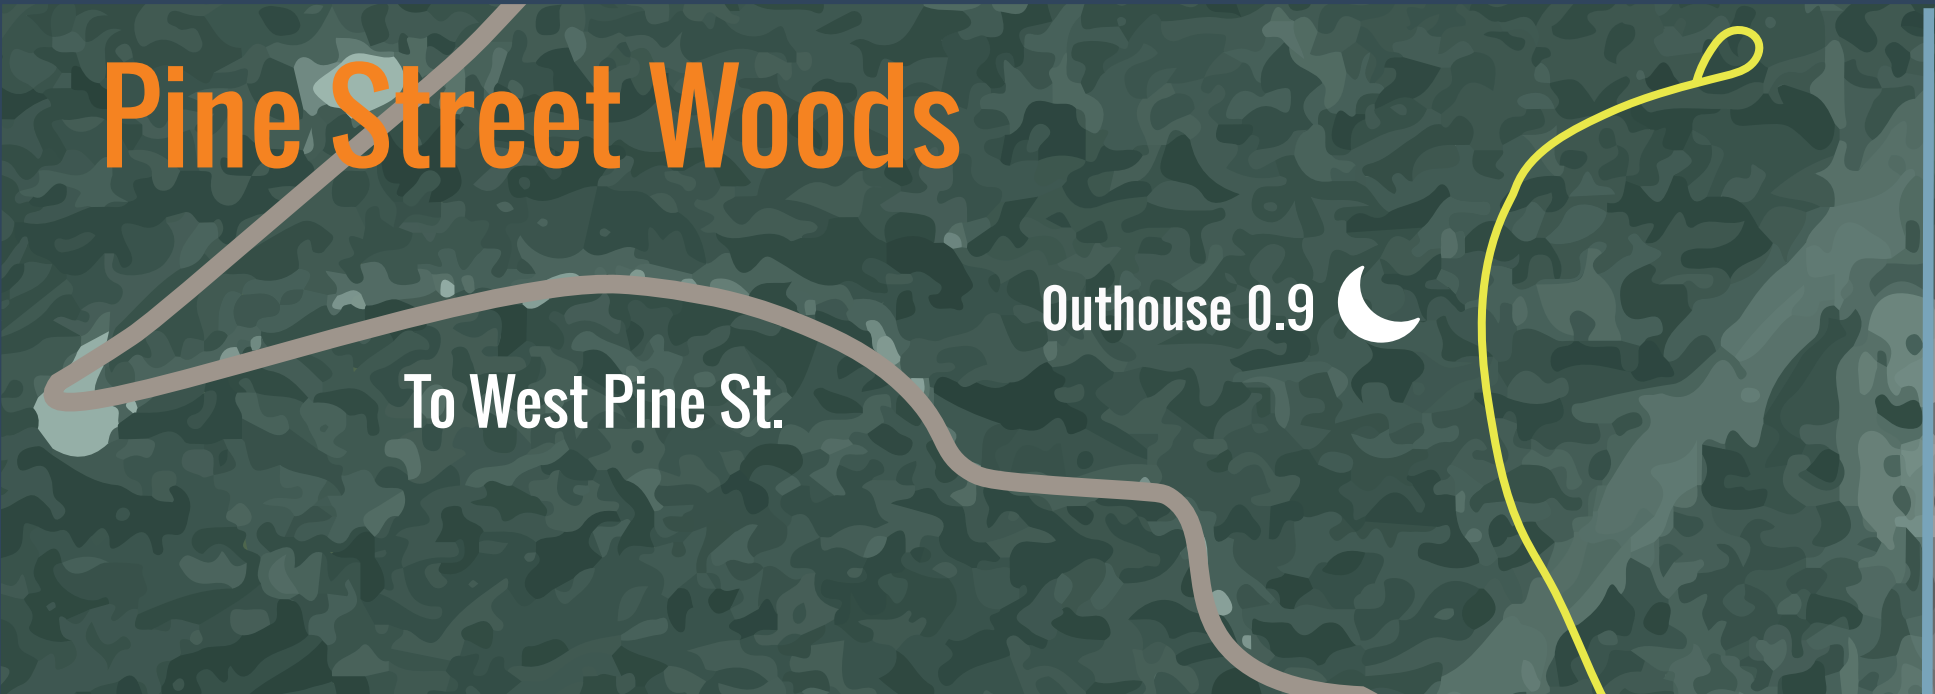 Pine Street Woods
Outhouse 0.9
To West Pine St.